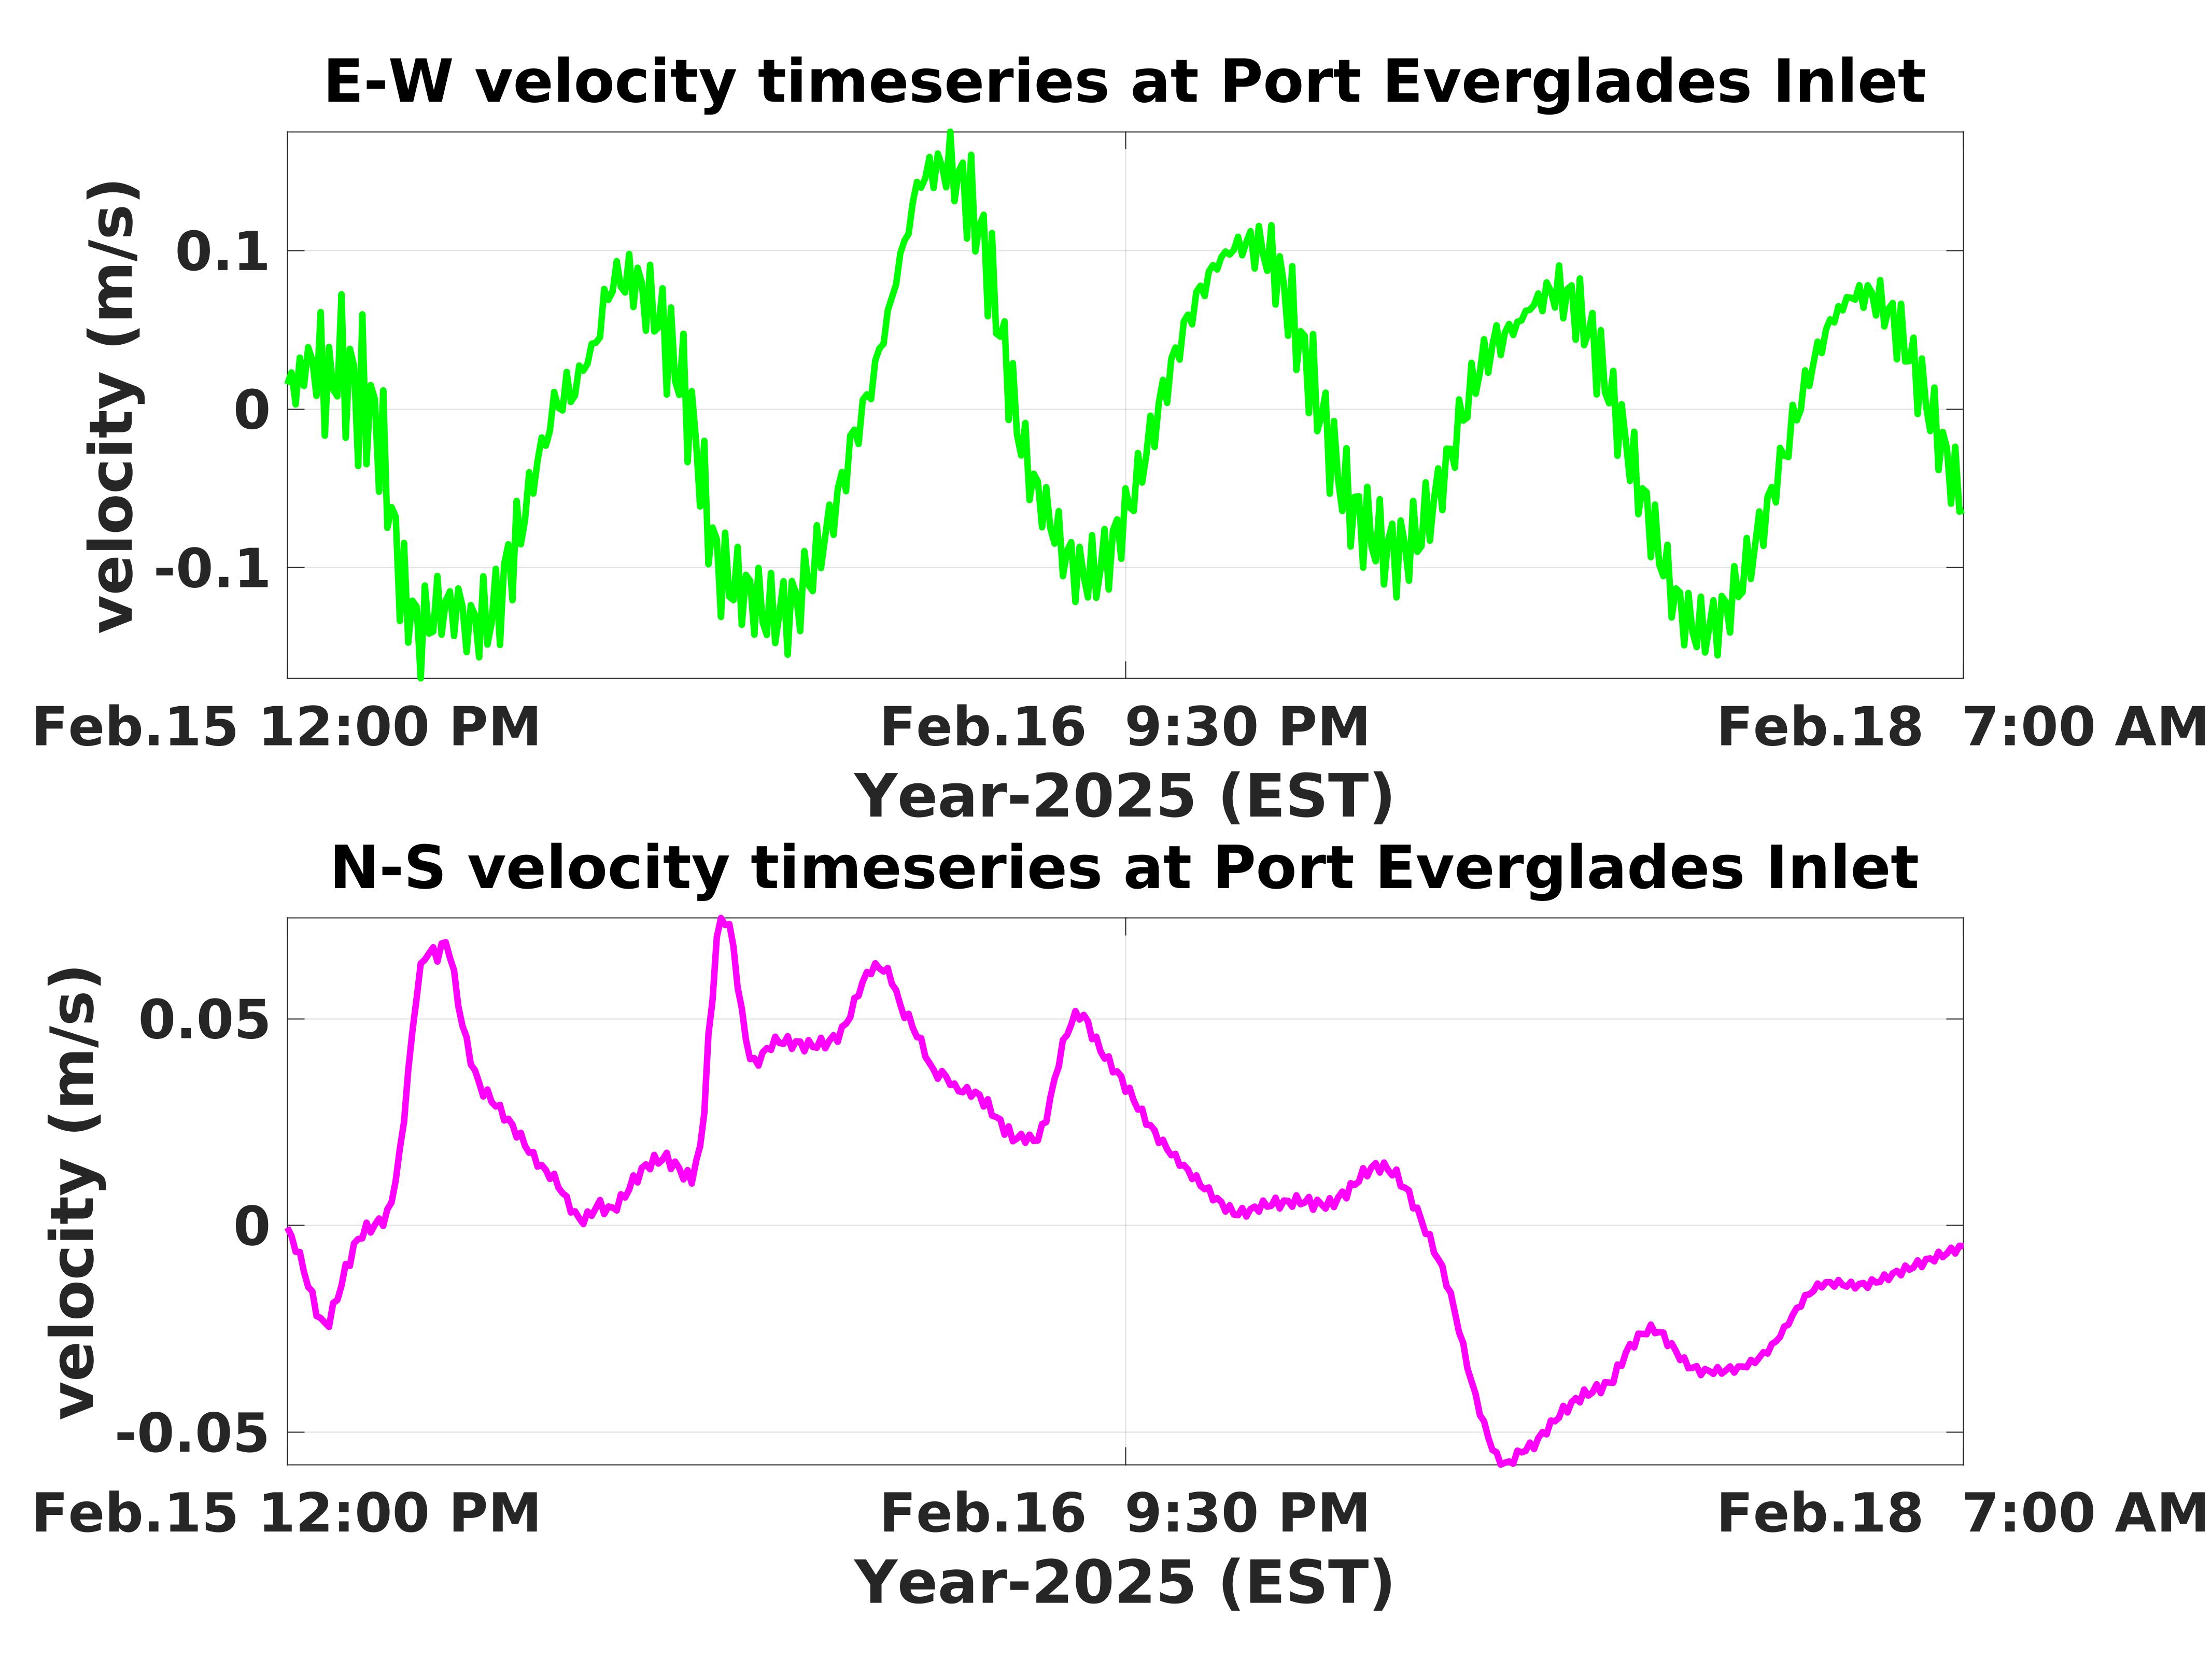 E-W velocity timeseries at Port Everglades Inlet
velocity (m/s)
0.1
0
-0.1
Feb.15 12:00 PM Feb.16 9:30 PM Feb.18 7:00 AM
Year-2025 (EST)
N-S velocity timeseries at Port Everglades Inlet
velocity (m/s)
0.05
0
-0.05
Feb.15 12:00 PM Feb.16 9:30 PM Feb.18 7:00 AM
Year-2025 (EST)